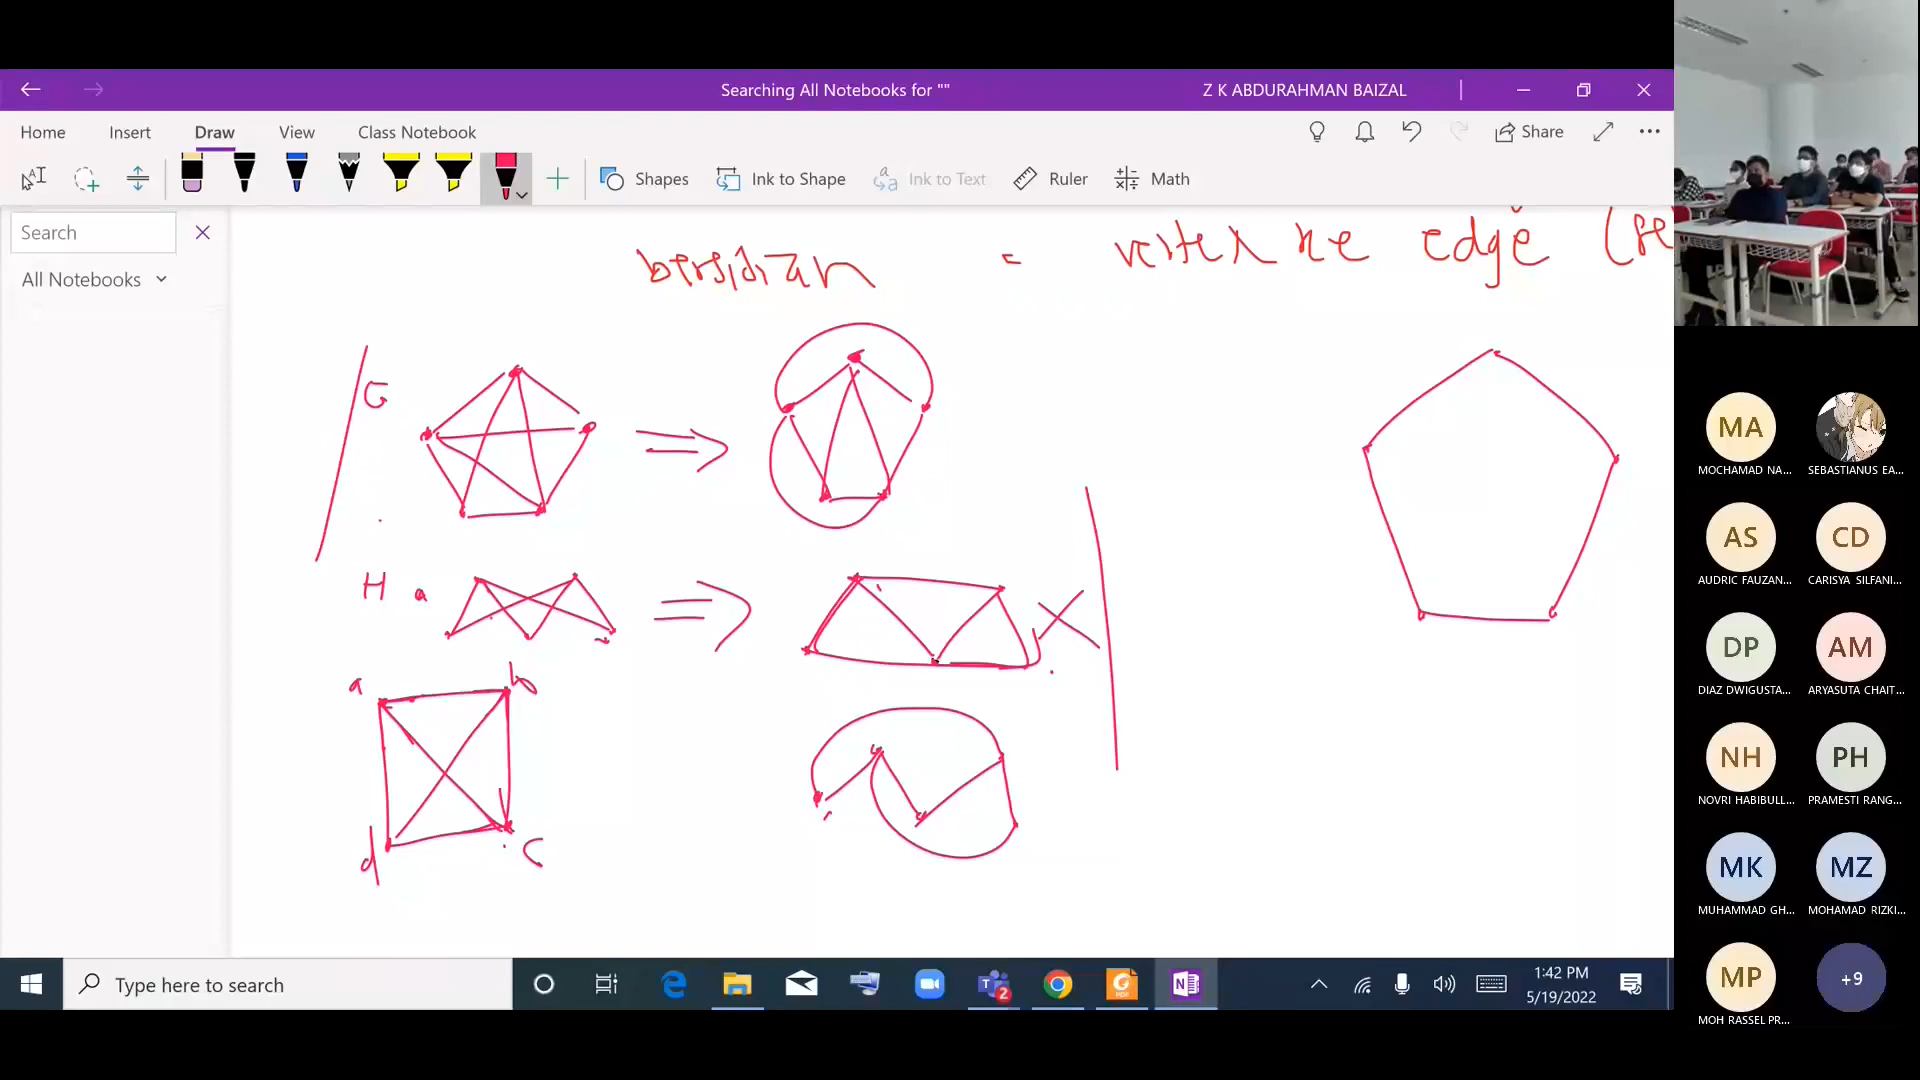 Searching All Notebooks for ""
Z K ABDURAHMAN BAIZAL
Home Insert Draw View Class Notebook
Share
Shapes Ink to Shape Ink to Text Ruler Math
Search
All Notebooks
bersisian = vertex ke edge (se
G
H a
a b
d c
MA
MOCHAMAD NA... SEBASTIANUS EA...
AS CD
AUDRIC FAUZAN... CARISYA SILFANI...
DP AM
DIAZ DWIGUSTA... ARYASUTA CHAIT...
NH PH
NOVRI HABIBULL... PRAMESTI RANG...
MK MZ
MUHAMMAD GH... MOHAMAD RIZKI...
MP +9
MOH RASSEL PR...
Type here to search
2
1:42 PM
5/19/2022